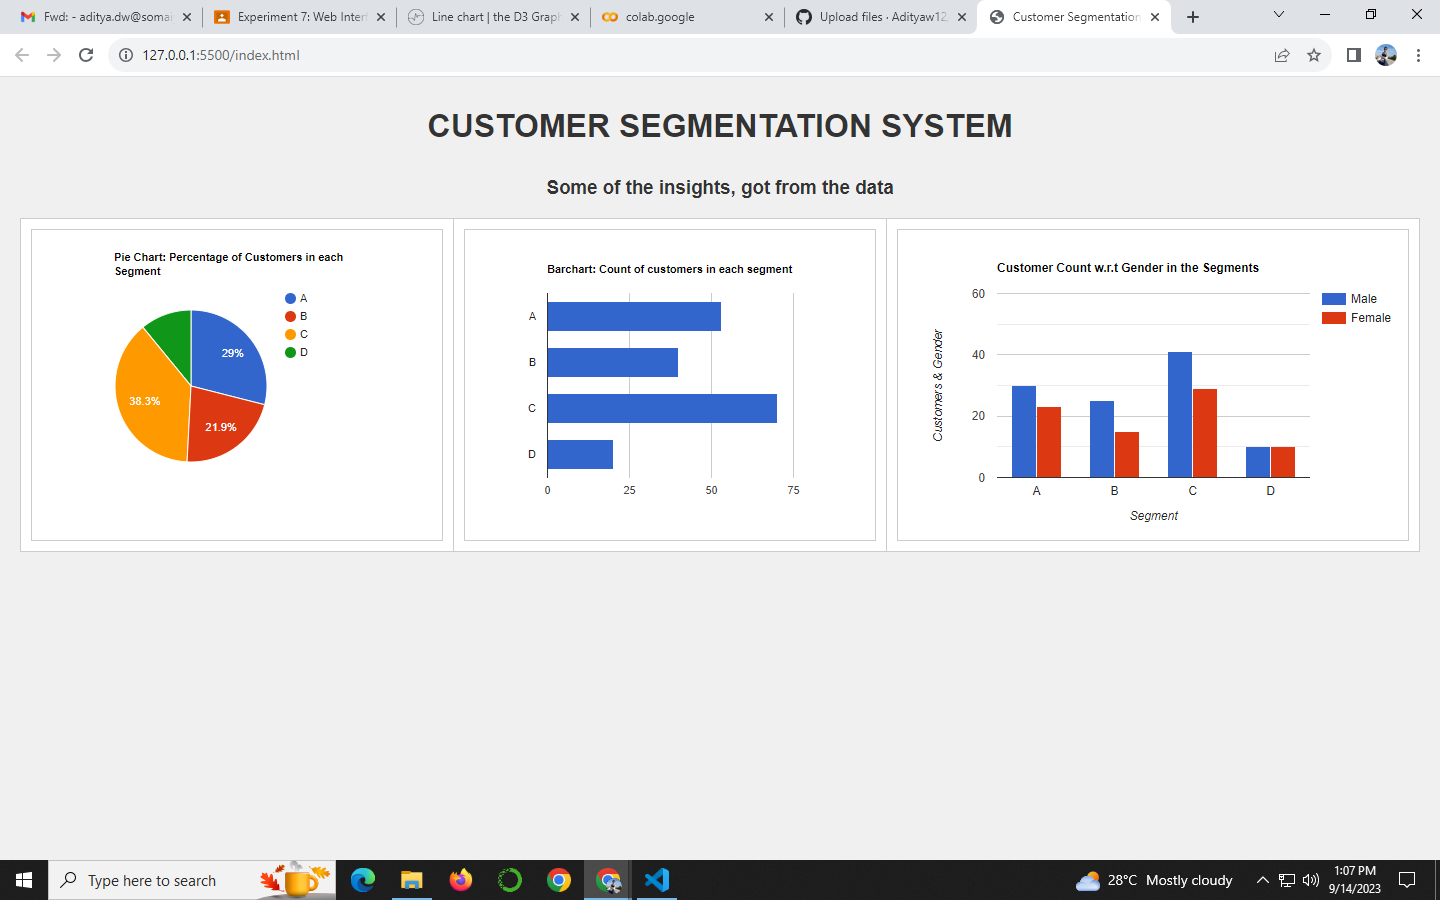 Fwd: - aditya.dw@somai
Experiment 7: Web Interf
Line chart | the D3 Graph
colab.google
Upload files · Adityaw12
Customer Segmentation
127.0.0.1:5500/index.html
CUSTOMER SEGMENTATION SYSTEM
Some of the insights, got from the data
Pie Chart: Percentage of Customers in each
Segment
A
B
C
D
29%
38.3%
21.9%
Barchart: Count of customers in each segment
A
B
C
D
0 25 50 75
Customer Count w.r.t Gender in the Segments
60
40
20
0
Customers & Gender
Male
Female
A B C D
Segment
Type here to search
28°C Mostly cloudy
1:07 PM
9/14/2023